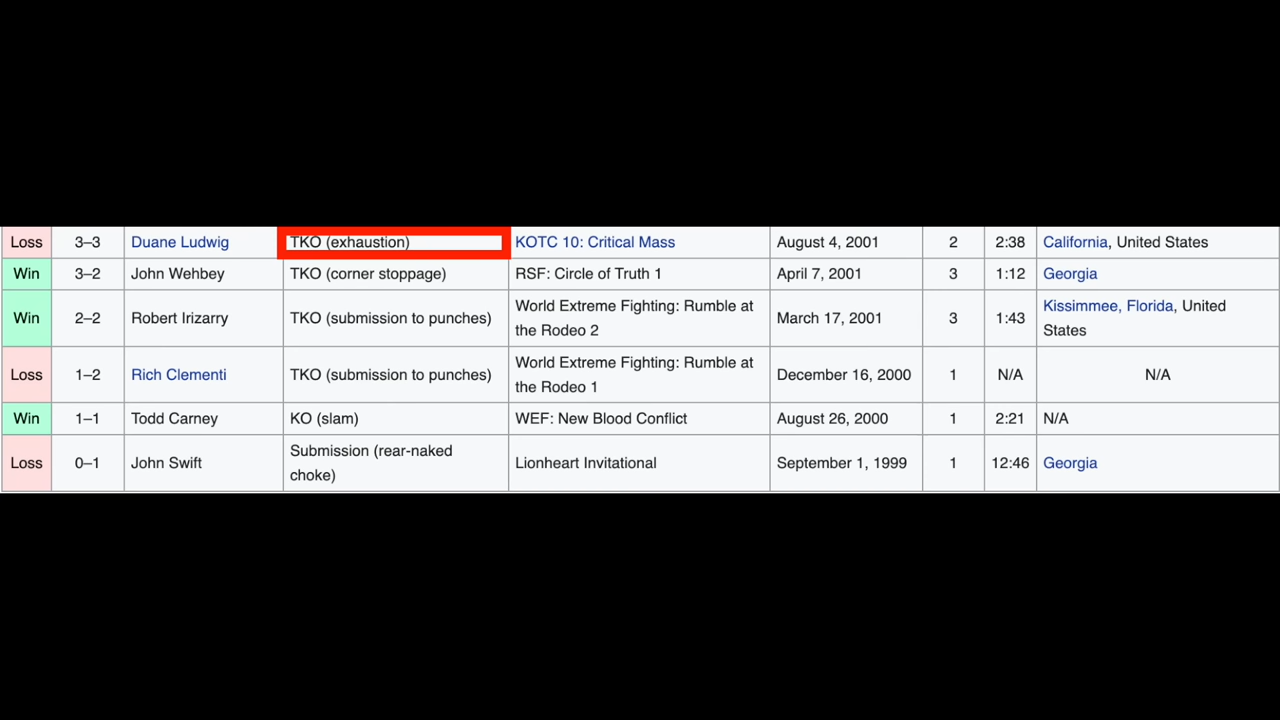 Loss 3–3 Duane Ludwig TKO (exhaustion) KOTC 10: Critical Mass August 4, 2001 2 2:38 California, United States
Win 3–2 John Wehbey TKO (corner stoppage) RSF: Circle of Truth 1 April 7, 2001 3 1:12 Georgia
Win 2–2 Robert Irizarry TKO (submission to punches) World Extreme Fighting: Rumble at
the Rodeo 2 March 17, 2001 3 1:43 Kissimmee, Florida, United
States
Loss 1–2 Rich Clementi TKO (submission to punches) World Extreme Fighting: Rumble at
the Rodeo 1 December 16, 2000 1 N/A N/A
Win 1–1 Todd Carney KO (slam) WEF: New Blood Conflict August 26, 2000 1 2:21 N/A
Loss 0–1 John Swift Submission (rear-naked
choke) Lionheart Invitational September 1, 1999 1 12:46 Georgia